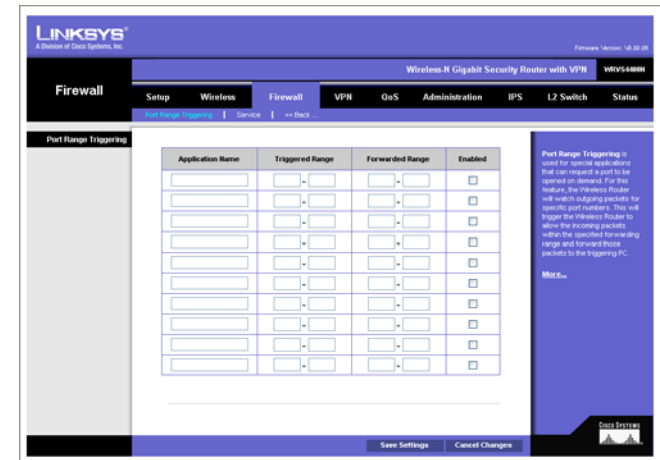 LINKSYS®
A Division of Cisco Systems, Inc.
Firmware Version:
Wireless-N Gigabit Security Router with VPN WRVS4400N
Firewall
Setup Wireless Firewall VPN QoS Administration IPS L2 Switch Status
Port Range Triggering | Service | << Back ...
Port Range Triggering
Application Name Triggered Range Forwarded Range Enabled
Port Range Triggering is
used for special applications
that can request a port to be
opened on demand. For this
feature, the Wireless Router
will watch outgoing packets for
specific port numbers. This will
trigger the Wireless Router to
allow the incoming packets
within the specified forwarding
range and forward those
packets to the triggering PC.
More...
Save Settings Cancel Changes
CISCO SYSTEMS